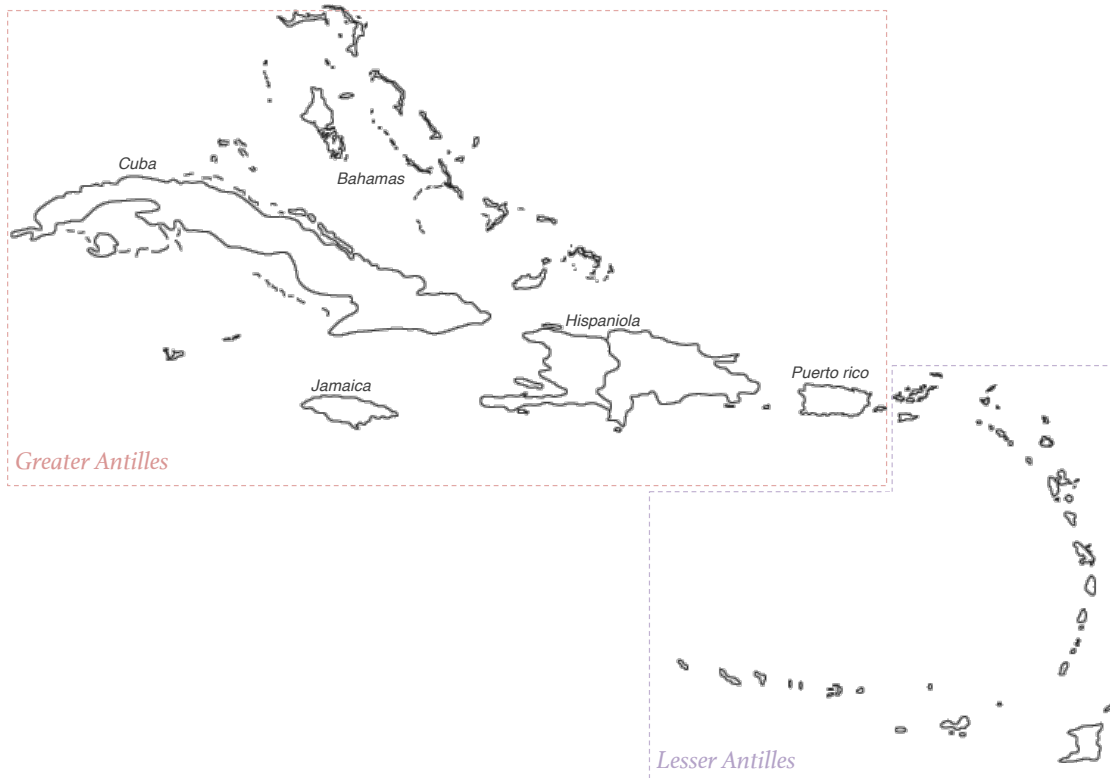 Cuba
Bahamas
Hispaniola
Puerto rico
Jamaica
Greater Antilles
Lesser Antilles